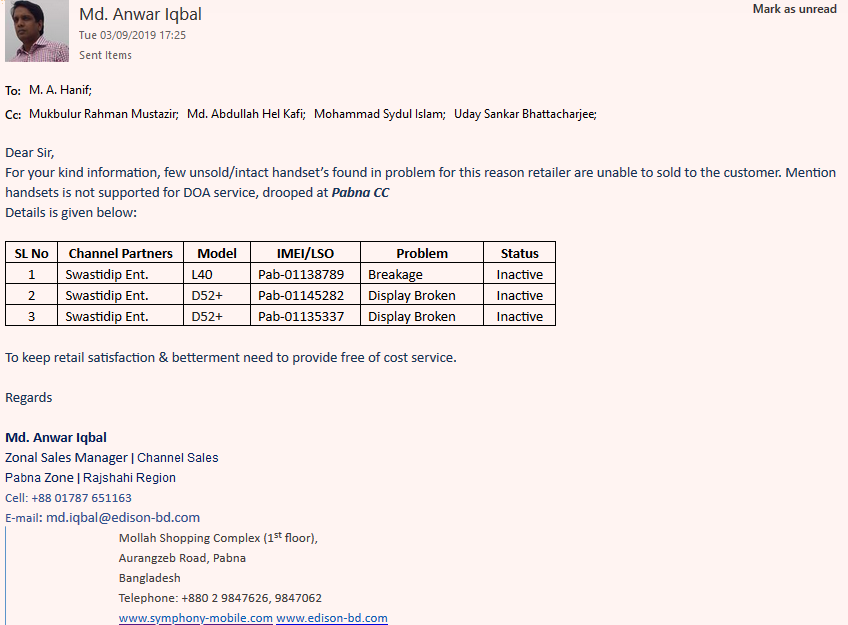 Md. Anwar Iqbal
Mark as unread
Tue 03/09/2019 17:25
Sent Items
To: M. A. Hanif;
Cc: Mukbulur Rahman Mustazir; Md. Abdullah Hel Kafi; Mohammad Sydul Islam; Uday Sankar Bhattacharjee;
Dear Sir,
For your kind information, few unsold/intact handset's found in problem for this reason retailer are unable to sold to the customer. Mention
handsets is not supported for DOA service, drooped at Pabna CC
Details is given below:
SL No Channel Partners Model IMEI/LSO Problem Status
1 Swastidip Ent. L40 Pab-01138789 Breakage Inactive
2 Swastidip Ent. D52+ Pab-01145282 Display Broken Inactive
3 Swastidip Ent. D52+ Pab-01135337 Display Broken Inactive
To keep retail satisfaction & betterment need to provide free of cost service.
Regards
Md. Anwar Iqbal
Zonal Sales Manager | Channel Sales
Pabna Zone | Rajshahi Region
Cell: +88 01787 651163
E-mail: md.iqbal@edison-bd.com
Mollah Shopping Complex (1st floor),
Aurangzeb Road, Pabna
Bangladesh
Telephone: +880 2 9847626, 9847062
www.symphony-mobile.com www.edison-bd.com